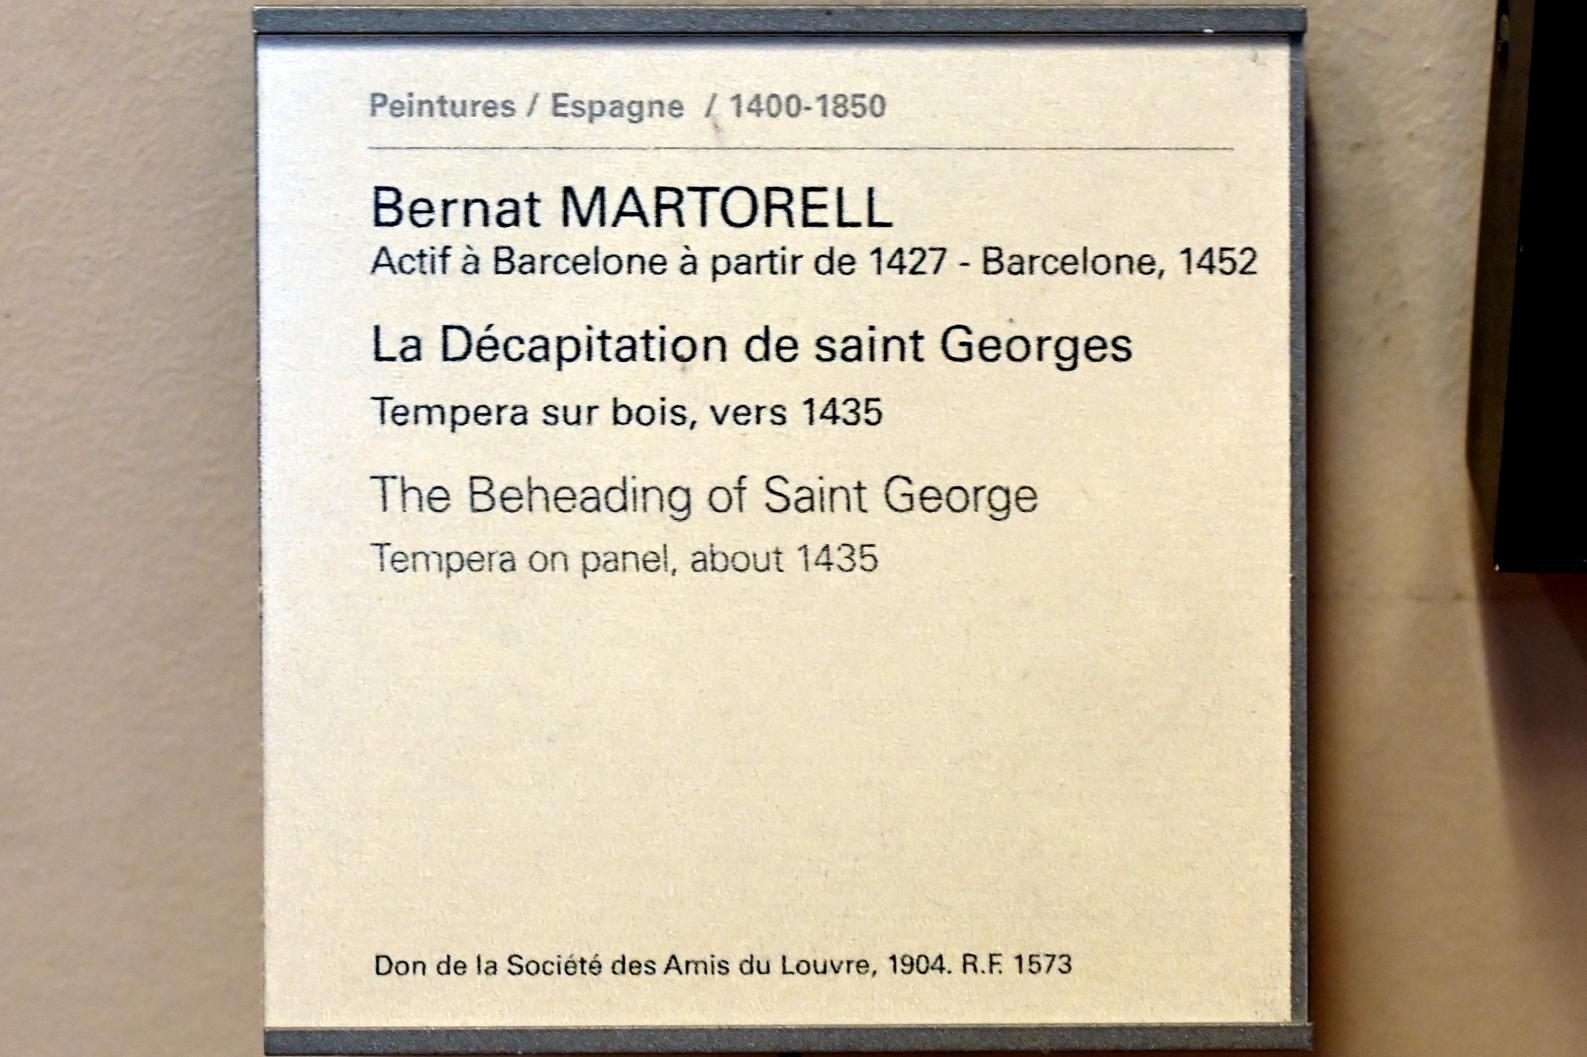 Peintures / Espagne / 1400-1850
Bernat MARTORELL
Actif à Barcelone à partir de 1427 - Barcelone, 1452
La Décapitation de saint Georges
Tempera sur bois, vers 1435
The Beheading of Saint George
Tempera on panel, about 1435
Don de la Société des Amis du Louvre, 1904. R.F. 1573